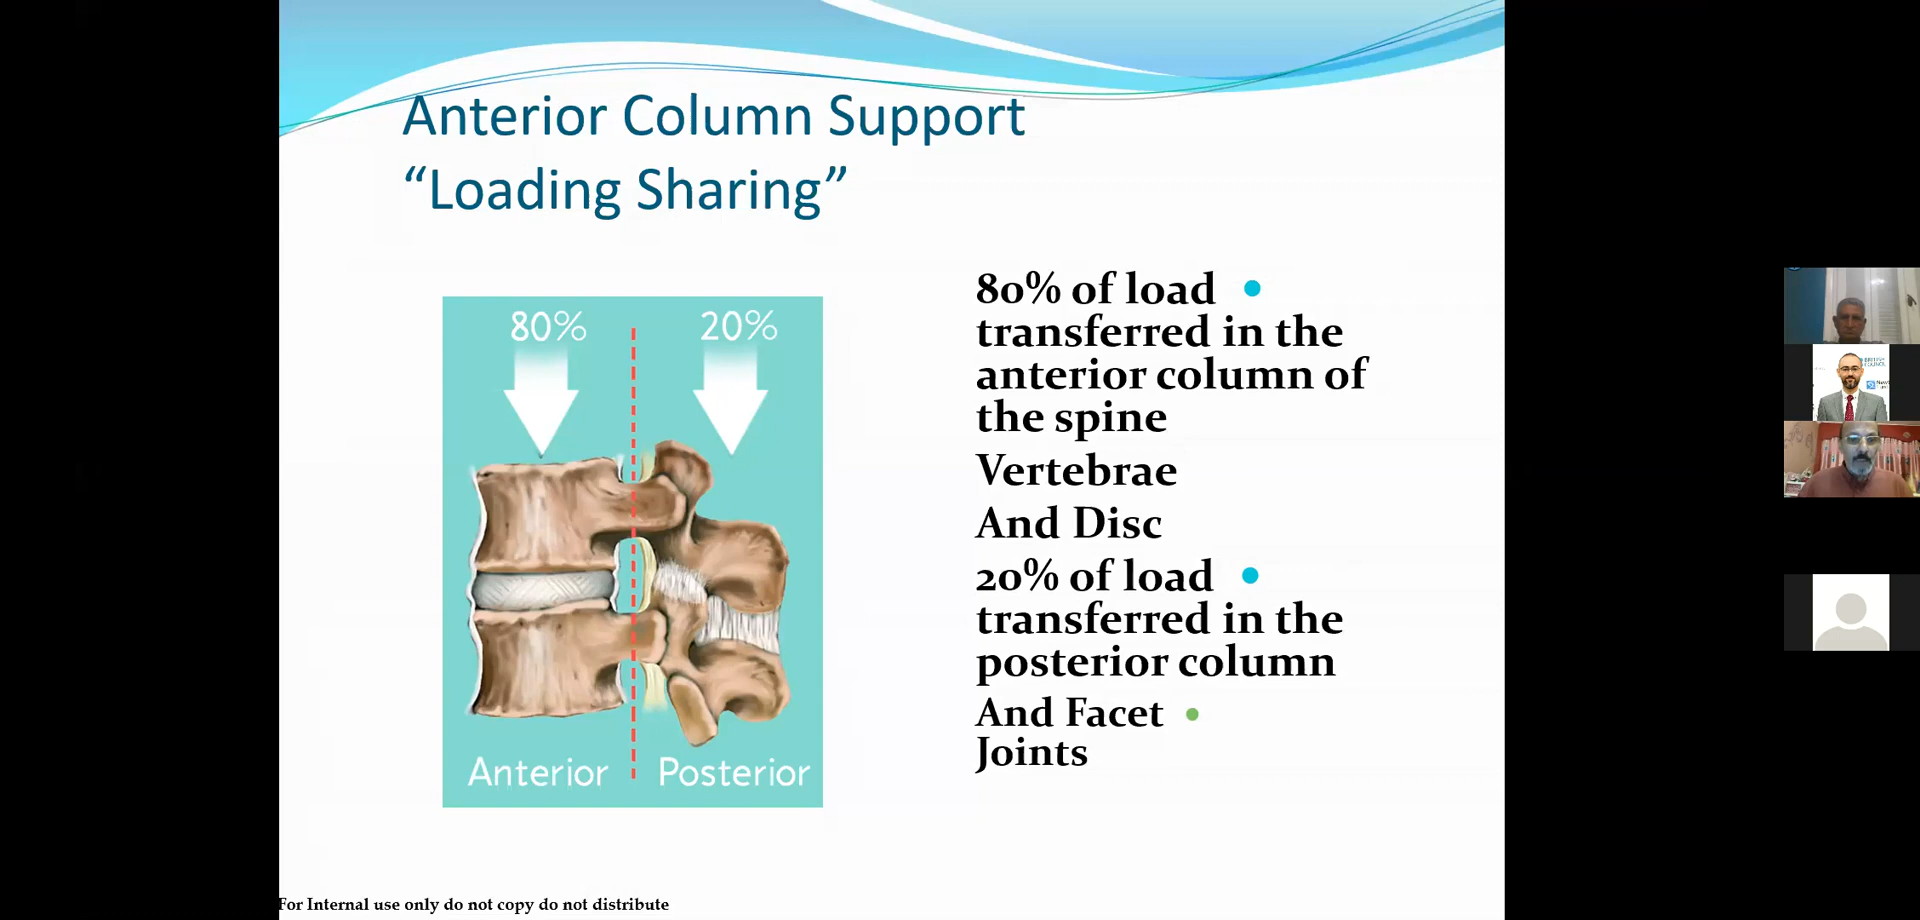 Anterior Column Support
“Loading Sharing”
80%
20%
Anterior
Posterior
80% of load
transferred in the
anterior column of
the spine
Vertebrae
And Disc
20% of load
transferred in the
posterior column
And Facet
Joints
For Internal use only do not copy do not distribute